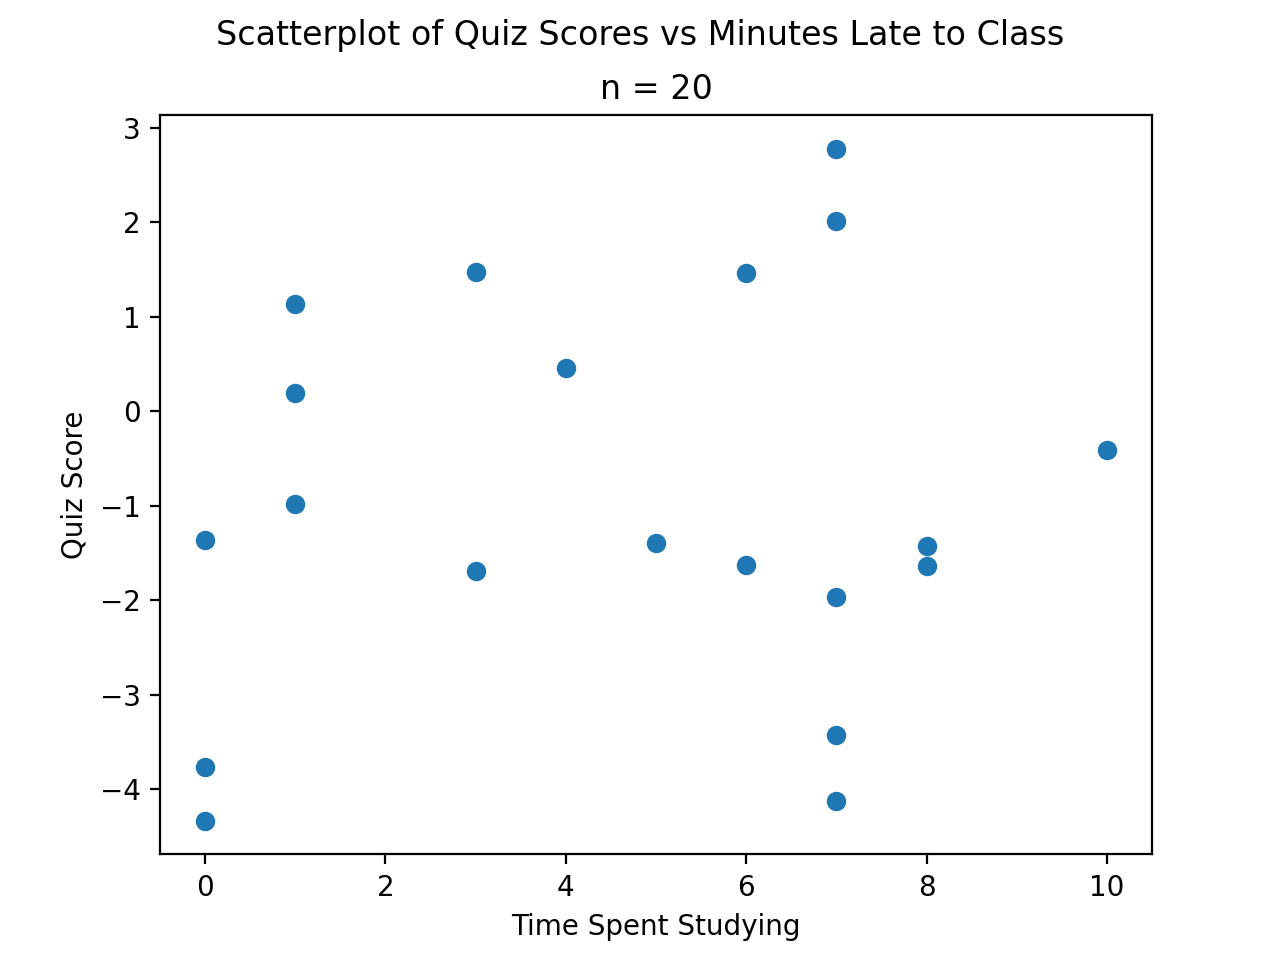 Scatterplot of Quiz Scores vs Minutes Late to Class
n = 20
3
2
1
0
−1
−2
−3
−4
Quiz Score
0 2 4 6 8 10
Time Spent Studying